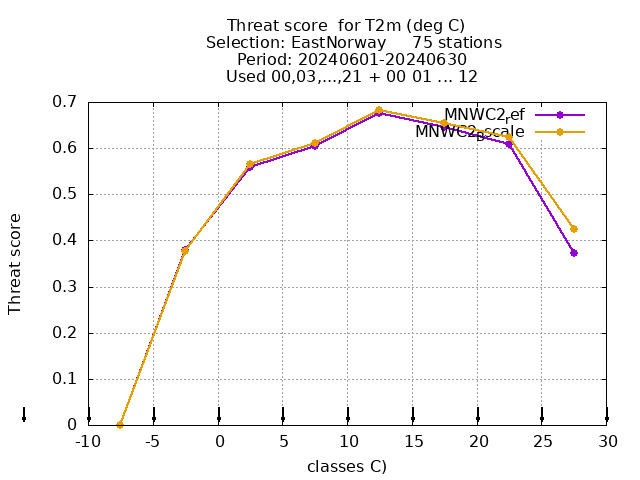 Threat score  for T2m (deg C)
Selection: EastNorway     75 stations
Period: 20240601-20240630
Used 00,03,...,21 + 00 01 ... 12
0.7
0.6
0.5
0.4
0.3
0.2
0.1
0
Threat score
MNWC2ref
MNWC2pscale
-10 -5 0 5 10 15 20 25 30
classes C)